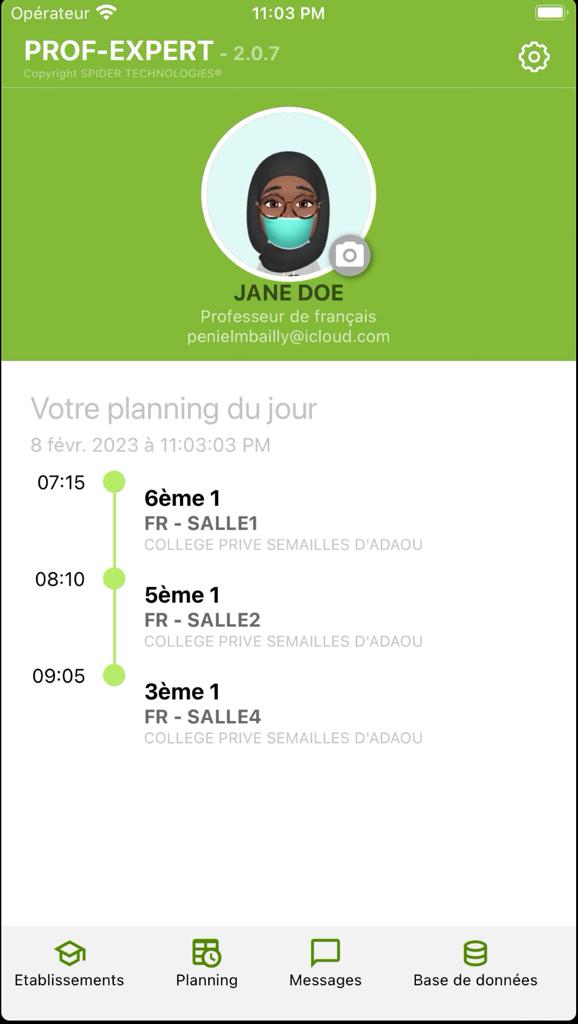 Opérateur 11:03 PM
PROF-EXPERT - 2.0.7
Copyright SPIDER TECHNOLOGIES®
JANE DOE
Professeur de français
penielmbailly@icloud.com
Votre planning du jour
8 févr. 2023 à 11:03:03 PM
07:15
6ème 1
FR - SALLE1
COLLEGE PRIVE SEMAILLES D'ADAOU
08:10
5ème 1
FR - SALLE2
COLLEGE PRIVE SEMAILLES D'ADAOU
09:05
3ème 1
FR - SALLE4
COLLEGE PRIVE SEMAILLES D'ADAOU
Etablissements Planning Messages Base de données